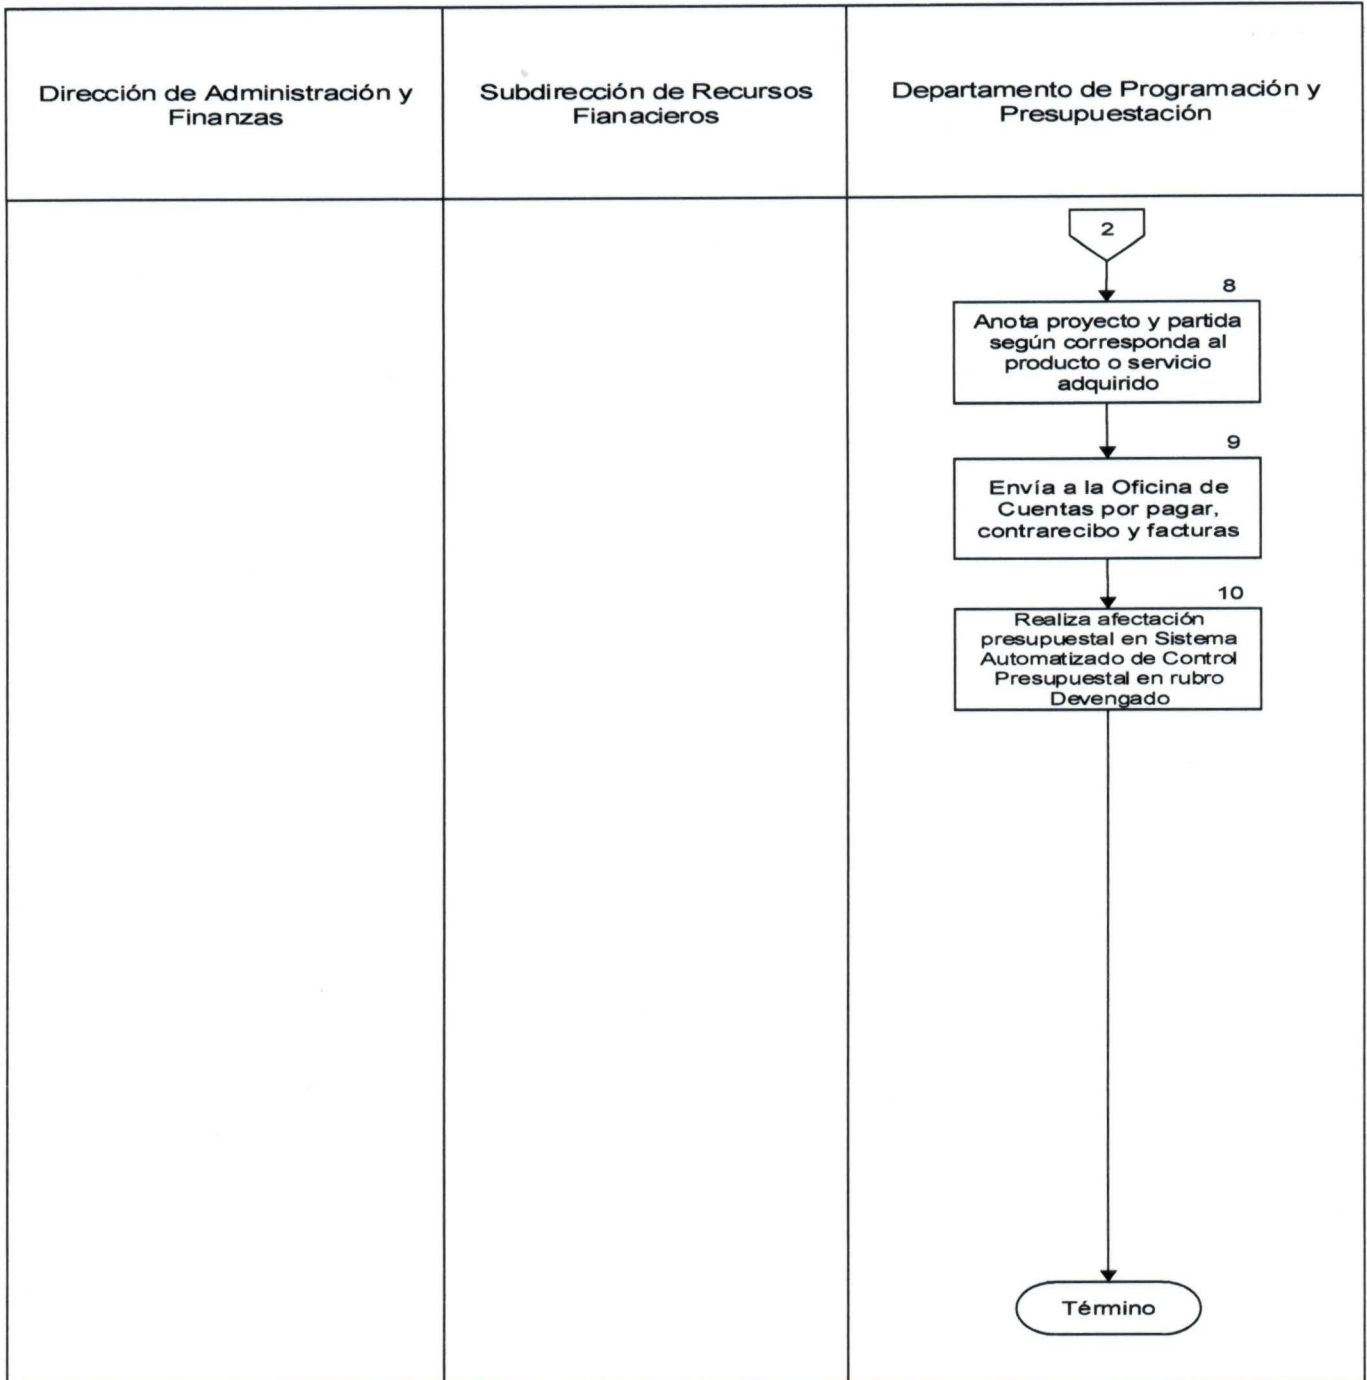 Dirección de Administración y
Finanzas
Subdirección de Recursos
Fianacieros
Departamento de Programación y
Presupuestación
2
8
Anota proyecto y partida
según corresponda al
producto o servicio
adquirido
9
Envía a la Oficina de
Cuentas por pagar,
contrarecibo y facturas
10
Realiza afectación
presupuestal en Sistema
Automatizado de Control
Presupuestal en rubro
Devengado
Término